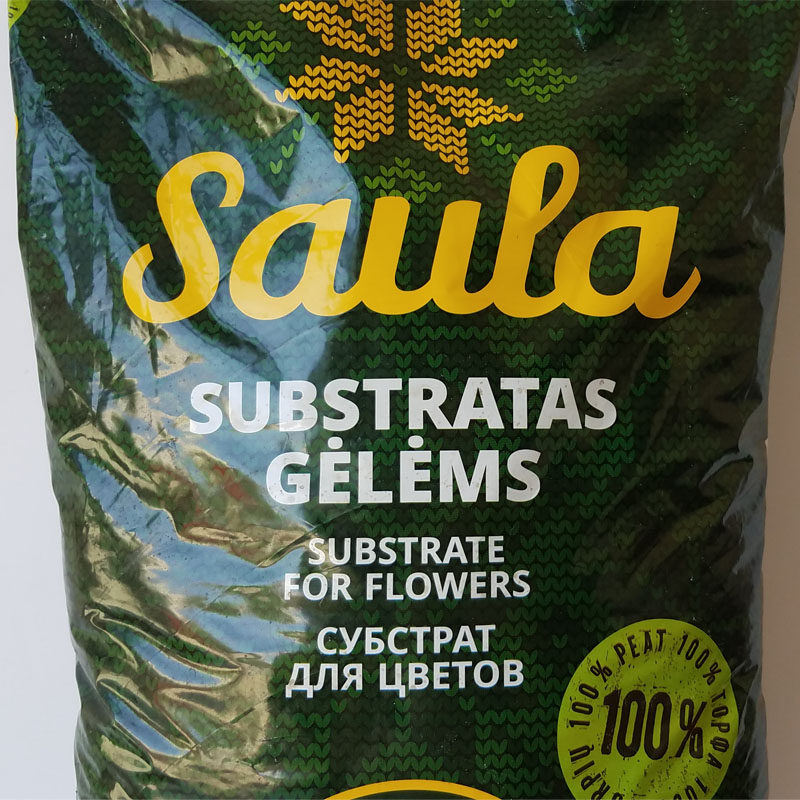 Saula
SUBSTRATAS
GĖLĖMS
SUBSTRATE
FOR FLOWERS
СУБСТРАТ
ДЛЯ ЦВЕТОВ
100% PEAT 100% ТОРФА
100%